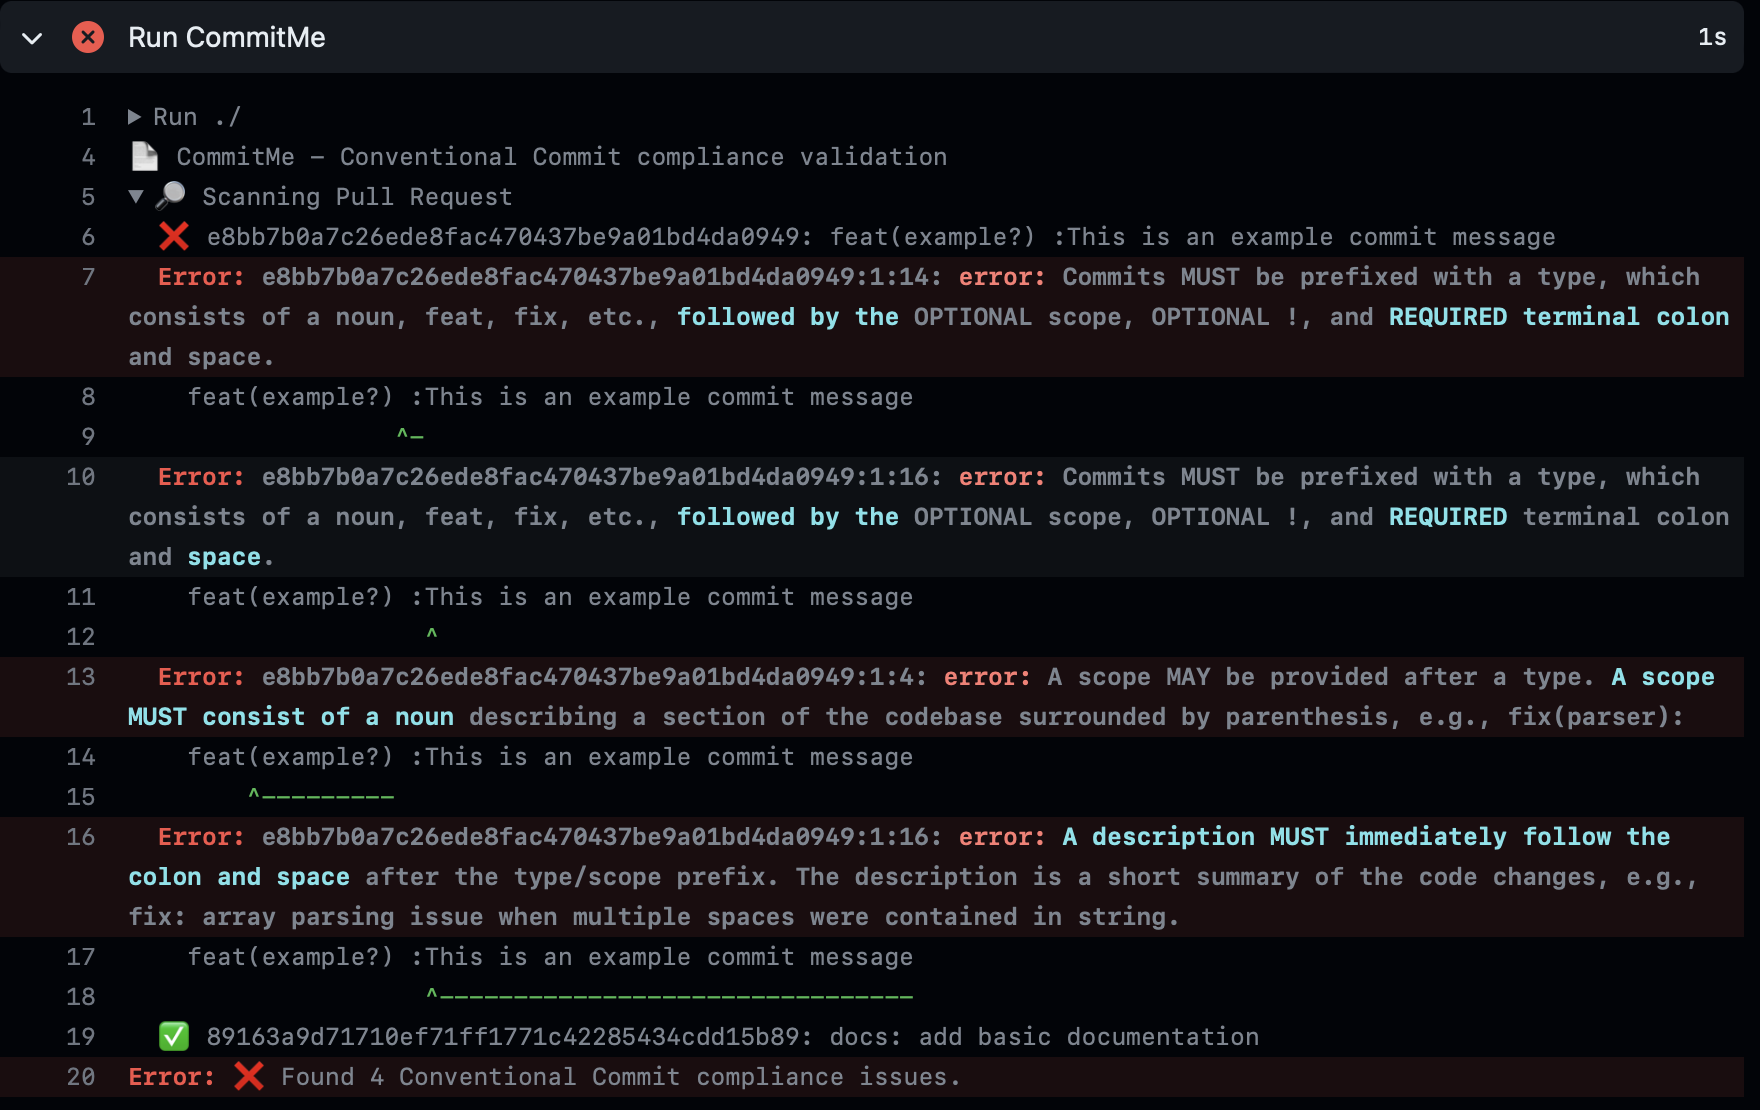 Run CommitMe 1s
1 ▶ Run ./
4 📄 CommitMe – Conventional Commit compliance validation
5 ▼ 🔎 Scanning Pull Request
6 ❌ e8bb7b0a7c26ede8fac470437be9a01bd4da0949: feat(example?) :This is an example commit message
7 Error: e8bb7b0a7c26ede8fac470437be9a01bd4da0949:1:14: error: Commits MUST be prefixed with a type, which
consists of a noun, feat, fix, etc., followed by the OPTIONAL scope, OPTIONAL !, and REQUIRED terminal colon
and space.
8 feat(example?) :This is an example commit message
9 ^~
10 Error: e8bb7b0a7c26ede8fac470437be9a01bd4da0949:1:16: error: Commits MUST be prefixed with a type, which
consists of a noun, feat, fix, etc., followed by the OPTIONAL scope, OPTIONAL !, and REQUIRED terminal colon
and space.
11 feat(example?) :This is an example commit message
12 ^
13 Error: e8bb7b0a7c26ede8fac470437be9a01bd4da0949:1:4: error: A scope MAY be provided after a type. A scope
MUST consist of a noun describing a section of the codebase surrounded by parenthesis, e.g., fix(parser):
14 feat(example?) :This is an example commit message
15 ^---------
16 Error: e8bb7b0a7c26ede8fac470437be9a01bd4da0949:1:16: error: A description MUST immediately follow the
colon and space after the type/scope prefix. The description is a short summary of the code changes, e.g.,
fix: array parsing issue when multiple spaces were contained in string.
17 feat(example?) :This is an example commit message
18 ^--------------------------------
19 ✅ 89163a9d71710ef71ff1771c42285434cdd15b89: docs: add basic documentation
20 Error: ❌ Found 4 Conventional Commit compliance issues.